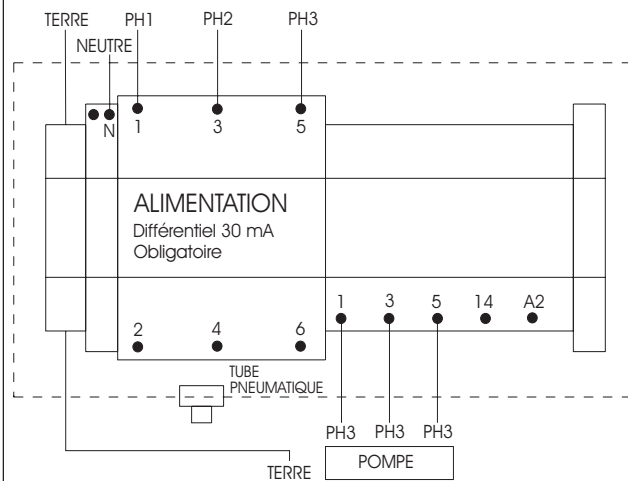 TERRE PH1 PH2 PH3
NEUTRE
N 1 3 5
ALIMENTATION
Différentiel 30 mA
Obligatoire
1 3 5 14 A2
2 4 6
TUBE
PNEUMATIQUE
PH3 PH3 PH3
POMPE
TERRE